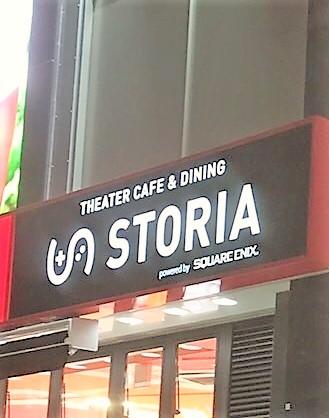 THEATER CAFE & DINING
STORIA
powered by SQUARE ENIX.